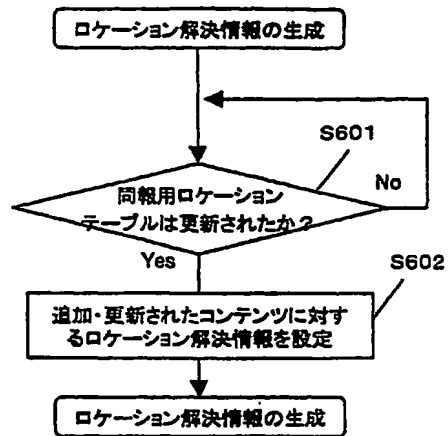 ロケーション解決情報の生成
S601
同報用ロケーション
テーブルは更新されたか？
No
Yes
S602
追加・更新されたコンテンツに対す
るロケーション解決情報を設定
ロケーション解決情報の生成